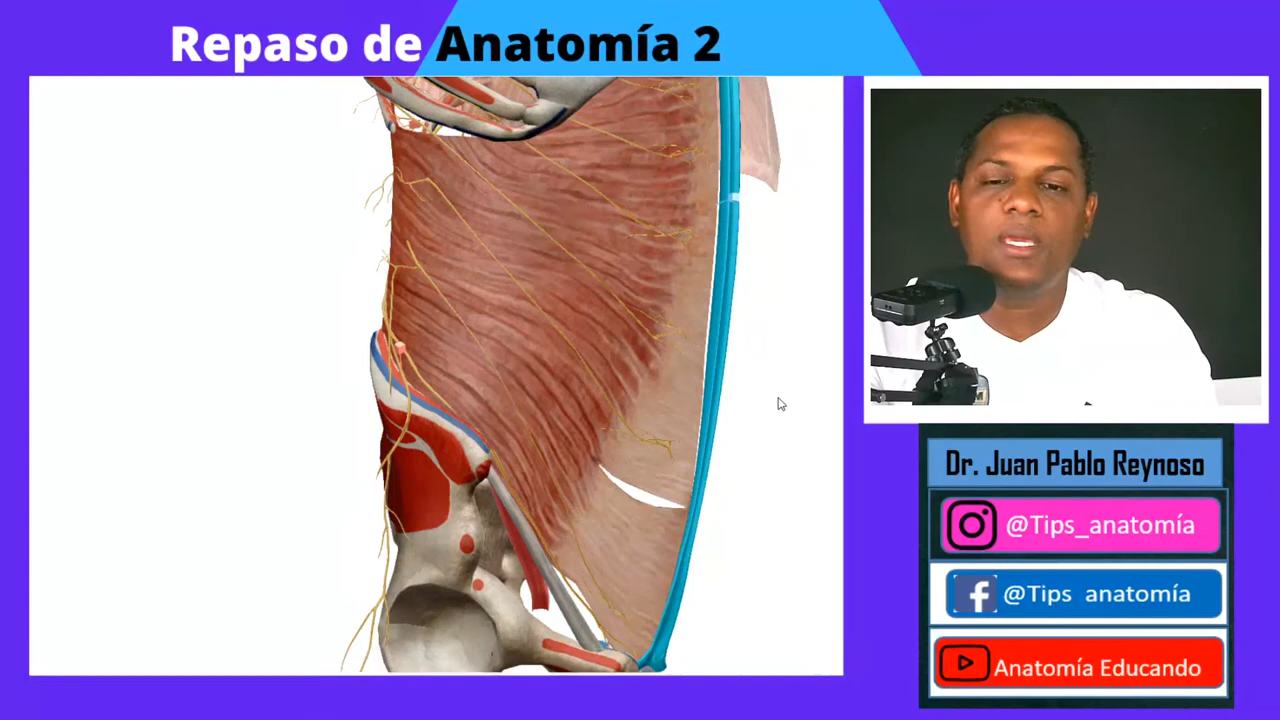 Repaso de Anatomía 2
Dr. Juan Pablo Reynoso
@Tips_anatomía
@Tips anatomía
Anatomía Educando